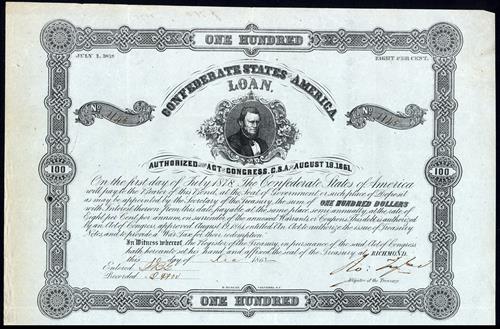 ONE HUNDRED
JULY 1, 1878
EIGHT PER CENT.
CONFEDERATE STATES OF AMERICA.
LOAN.
No
No
AUTHORIZED BY ACT OF CONGRESS, C.S.A. OF AUGUST 19, 1861.
100
100
On the first day of July 1878, The Confederate States of America
will pay to the Bearer of this Bond, at the Seat of Government or such place of Deposit
as may be approved by the Secretary of the Treasury, the sum of ONE HUNDRED DOLLARS
with Interest thereon from this date, payable at the same place semi-annually, at the rate of
Eight per Cent per annum, on surrender of the annexed Warrants or Coupons. This debt is authorized
by an Act of Congress approved August 19, 1861 entitled An Act to authorize the issue of Treasury
Notes, and to provide a War Tax for their redemption.
In Witness whereof, the Register of the Treasury, in pursuance of the said Act of Congress
hath hereunto set his hand and affixed the seal of the Treasury at RICHMOND.
this day of 1862
Entered
Recorded
Ro: Tyler
Register of the Treasury.
ONE HUNDRED